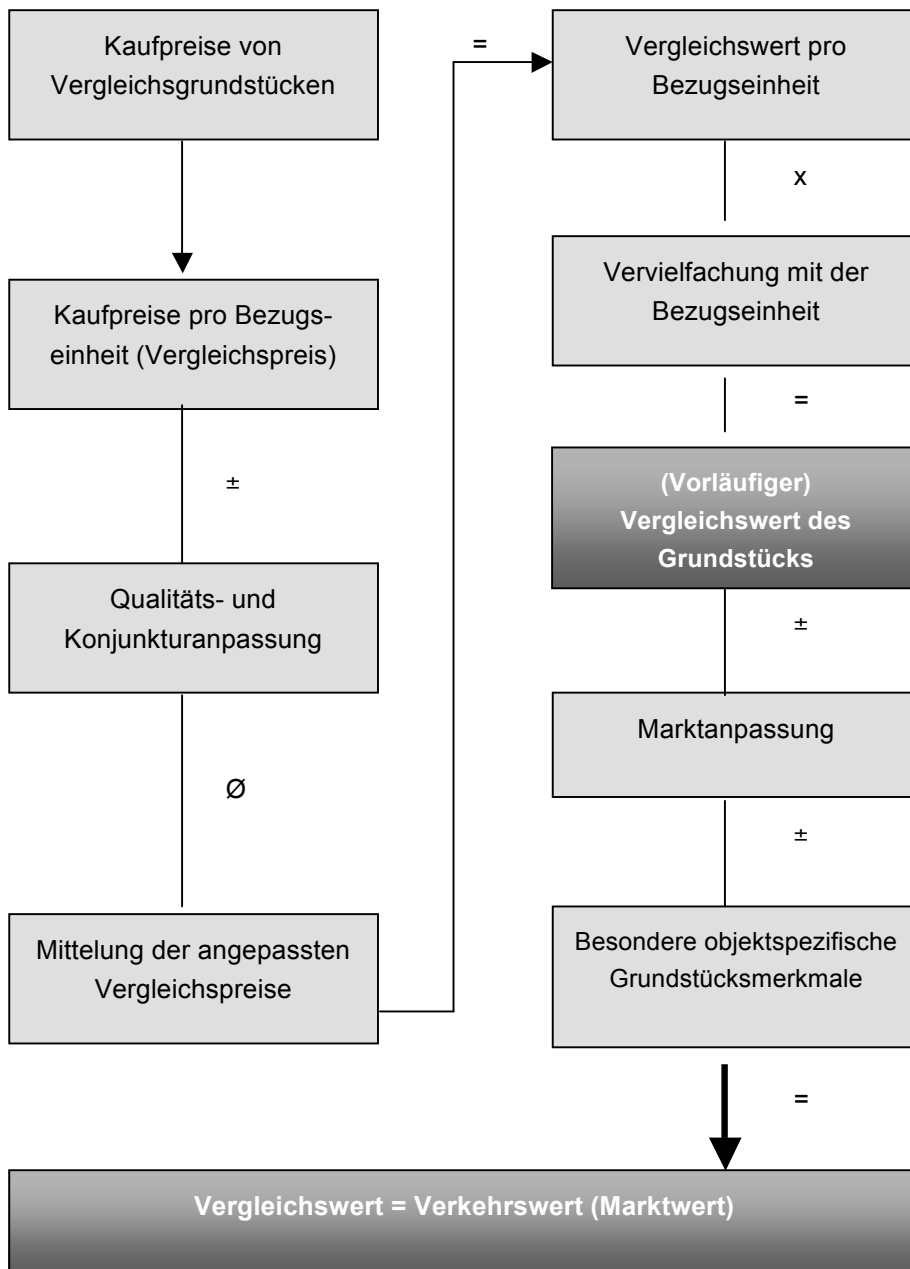 Kaufpreise von
Vergleichsgrundstücken
Kaufpreise pro Bezugs-
einheit (Vergleichspreis)
±
Qualitäts- und
Konjunkturanpassung
Ø
Mittelung der angepassten
Vergleichspreise
=
Vergleichswert pro
Bezugseinheit
x
Vervielfachung mit der
Bezugseinheit
=
(Vorläufiger)
Vergleichswert des
Grundstücks
±
Marktanpassung
±
Besondere objektspezifische
Grundstücksmerkmale
=
Vergleichswert = Verkehrswert (Marktwert)